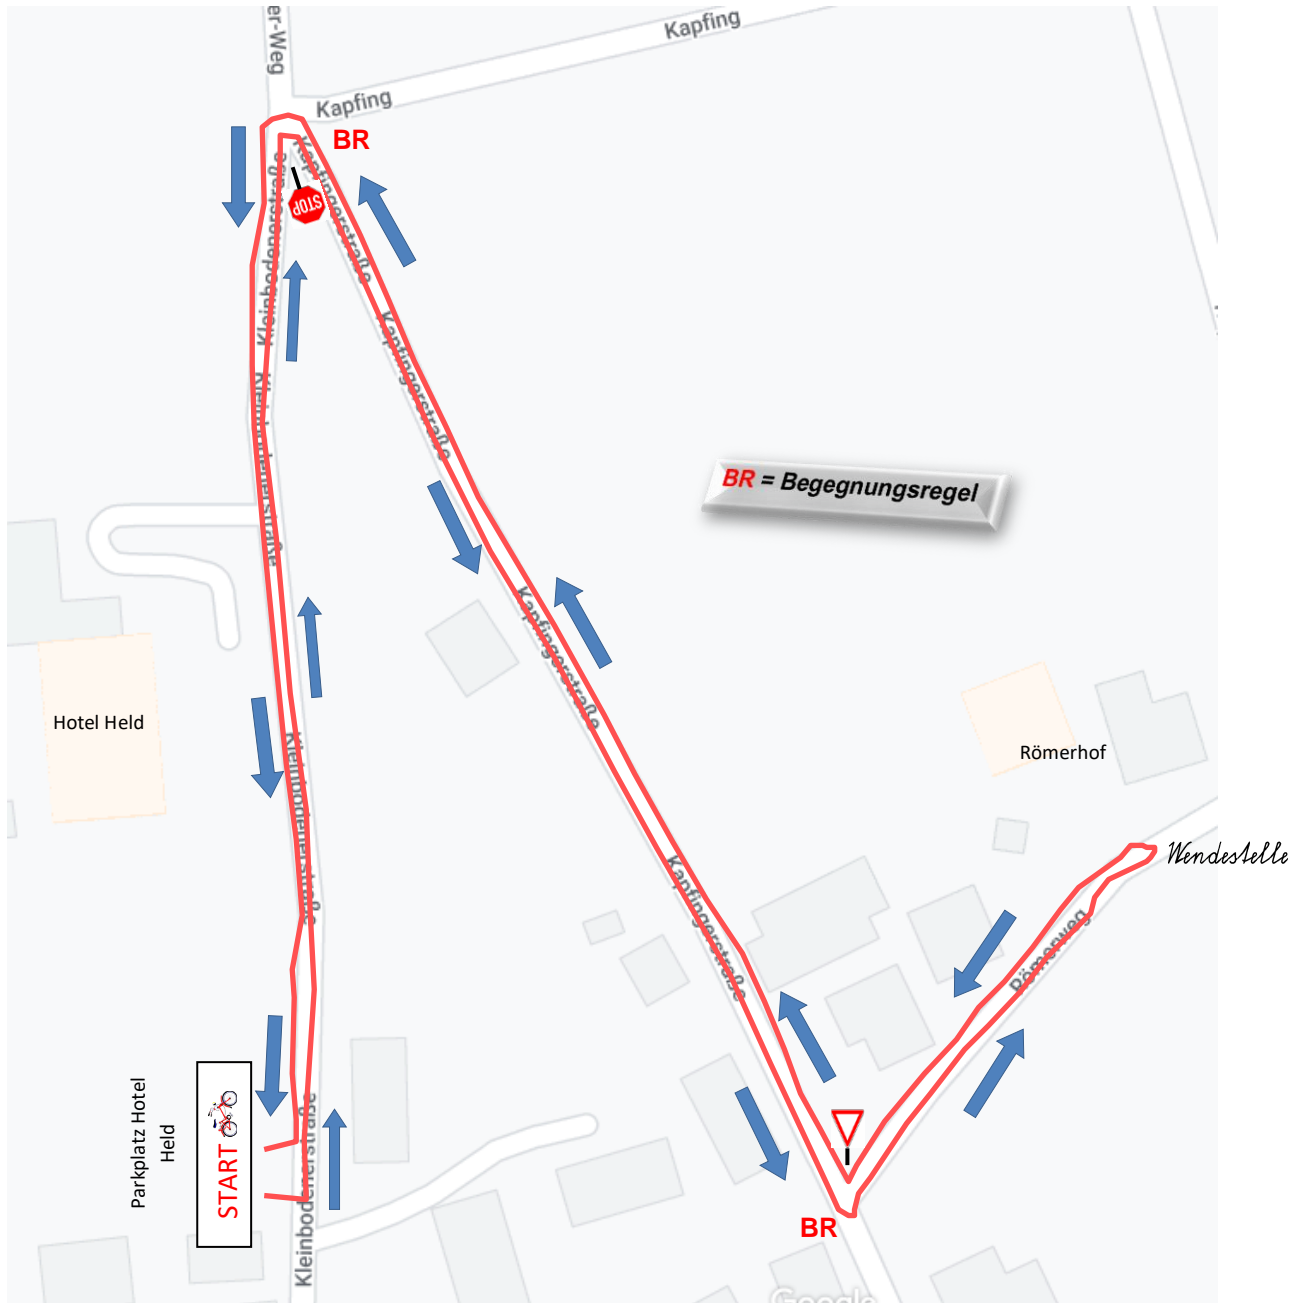 er-Weg
Kapfing
Kapfing
BR
Kapfingerstraße
Kleinbodenerstraße
STOP
Kapfingerstraße
Kleinbodenerstraße
BR = Begegnungsregel
Kapfingerstraße
Hotel Held
Römerhof
Kleinbodenerstraße
Wendestelle
Kapfingerstraße
Römerweg
Parkplatz Hotel
Held
START
Kleinbodenerstraße
BR
Google